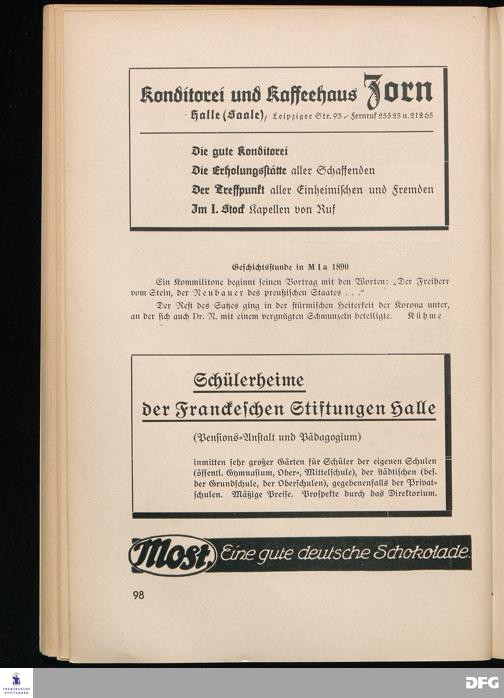 Konditorei und Kaffeehaus Zorn
Halle (Saale), Leipziger Str. 93 / Fernruf 25525 u. 21265
Die gute Konditorei
Die Erholungsstätte aller Schaffenden
Der Treffpunkt aller Einheimischen und Fremden
Im I. Stock Kapellen von Ruf
Geschichtsstunde in M I a 1890
Ein Kommilitone beginnt seinen Vortrag mit den Worten: „Der Freiherr
vom Stein, der Neubauer des preußischen Staates . . .“
Der Rest des Satzes ging in der stürmischen Heiterkeit der Korona unter,
an der sich auch Dr. N. mit einem vergnügten Schmunzeln beteiligte. Kühme
Schülerheime
der Franckeschen Stiftungen Halle
(Pensions-Anstalt und Pädagogium)
inmitten sehr großer Gärten für Schüler der eigenen Schulen
(öffentl. Gymnasium, Ober-, Mittelschule), der städtischen (bes.
der Grundschule, der Oberschulen), gegebenenfalls der Privat-
schulen. Mäßige Preise. Prospekte durch das Direktorium.
Most. Eine gute deutsche Schokolade.
98
FRANCKESCHE
STIFTUNGEN
DFG